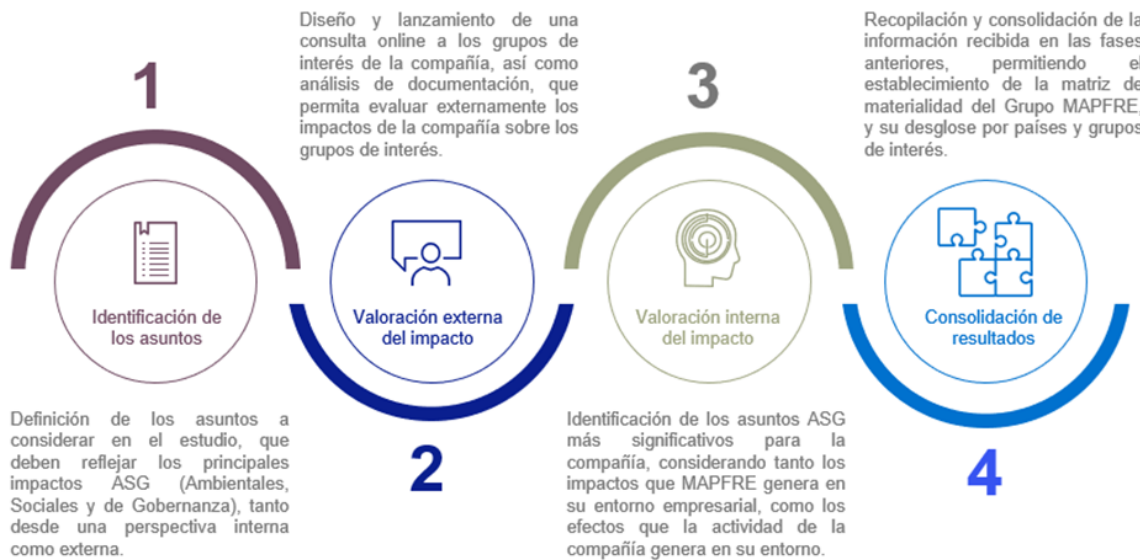 1
Identificación de
los asuntos
Definición de los asuntos a
considerar en el estudio, que
deben reflejar los principales
impactos ASG (Ambientales,
Sociales y de Gobernanza), tanto
desde una perspectiva interna
como externa.
Diseño y lanzamiento de una
consulta online a los grupos de
interés de la compañía, así como
análisis de documentación, que
permita evaluar externamente los
impactos de la compañía sobre los
grupos de interés.
Valoración externa
del impacto
2
3
Valoración interna
del impacto
Identificación de los asuntos ASG
más significativos para la
compañía, considerando tanto los
impactos que MAPFRE genera en
su entorno empresarial, como los
efectos que la actividad de la
compañía genera en su entorno.
Recopilación y consolidación de la
información recibida en las fases
anteriores, permitiendo el
establecimiento de la matriz de
materialidad del Grupo MAPFRE,
y su desglose por países y grupos
de interés.
Consolidación de
resultados
4